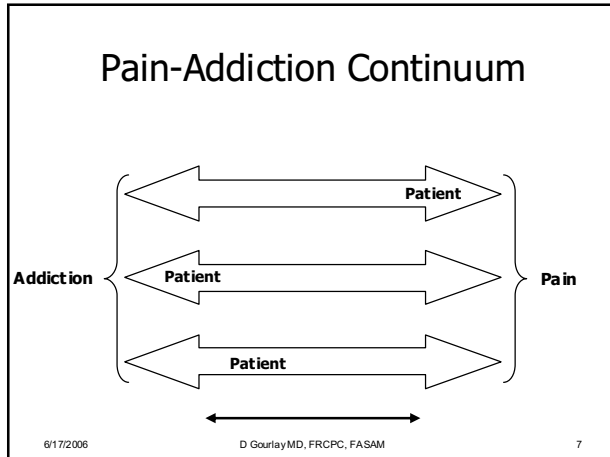 Pain-Addiction Continuum
Patient
Addiction
Patient
Pain
Patient
6/17/2006
D Gourlay MD, FRCPC, FASAM
7